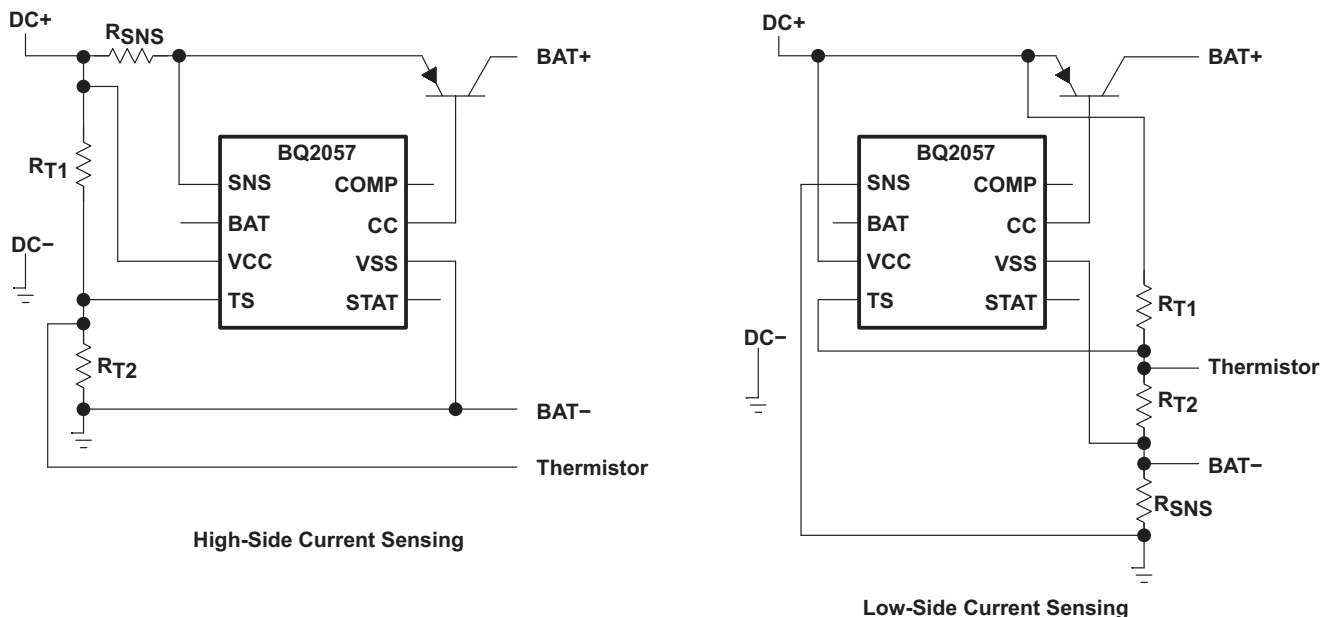 DC+
RSNS
BAT+
BQ2057
SNS
COMP
RT1
BAT
CC
DC−
VCC
VSS
TS
STAT
RT2
BAT−
Thermistor
High-Side Current Sensing
DC+
BAT+
BQ2057
SNS
COMP
BAT
CC
VCC
VSS
TS
STAT
RT1
DC−
Thermistor
RT2
BAT−
RSNS
Low-Side Current Sensing